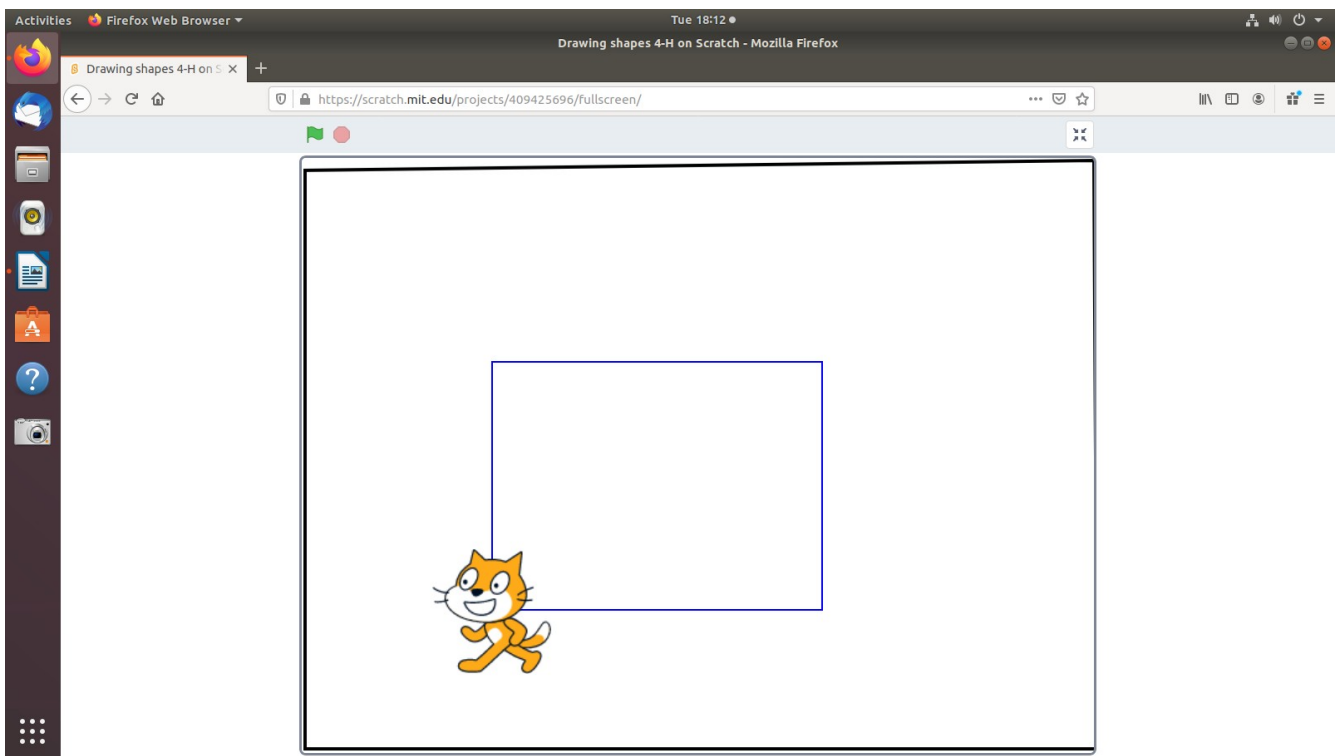 Activities Firefox Web Browser
Tue 18:12
Drawing shapes 4-H on Scratch - Mozilla Firefox
Drawing shapes 4-H on S
https://scratch.mit.edu/projects/409425696/fullscreen/